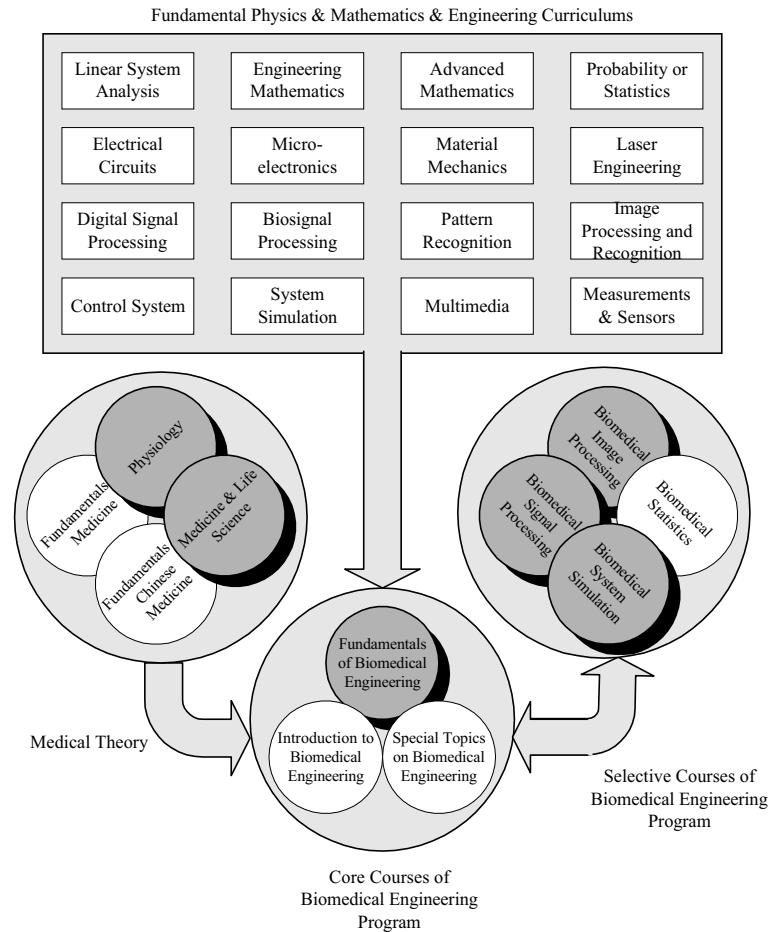 Fundamental Physics & Mathematics & Engineering Curriculums
Linear System
Analysis
Engineering
Mathematics
Advanced
Mathematics
Probability or
Statistics
Electrical
Circuits
Micro-
electronics
Material
Mechanics
Laser
Engineering
Digital Signal
Processing
Biosignal
Processing
Pattern
Recognition
Image
Processing and
Recognition
Control System
System
Simulation
Multimedia
Measurements
& Sensors
Physiology
Fundamentals
Medicine
Medicine & Life
Science
Fundamentals
Chinese
Medicine
Biomedical
Image
Processing
Biomedical
Signal
Processing
Biomedical
Statistics
Biomedical
System
Simulation
Fundamentals
of Biomedical
Engineering
Introduction to
Biomedical
Engineering
Special Topics
on Biomedical
Engineering
Medical Theory
Selective Courses of
Biomedical Engineering
Program
Core Courses of
Biomedical Engineering
Program